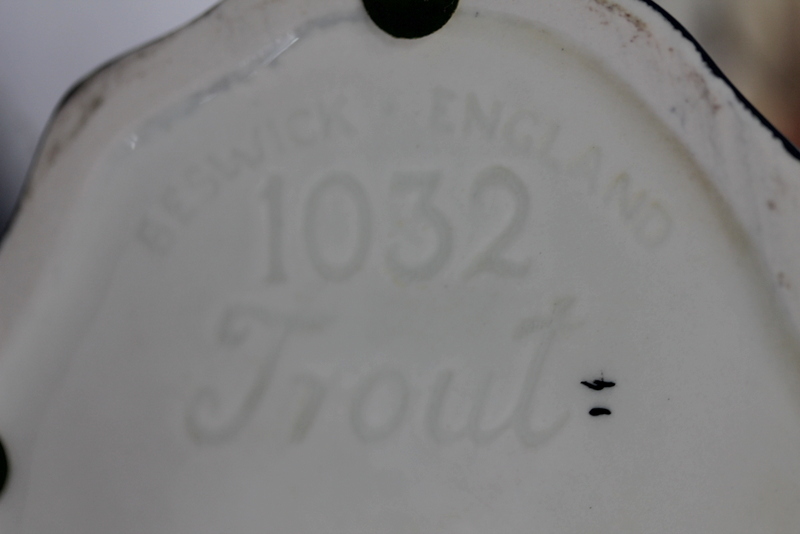 BESWICK · ENGLAND
1032
Trout